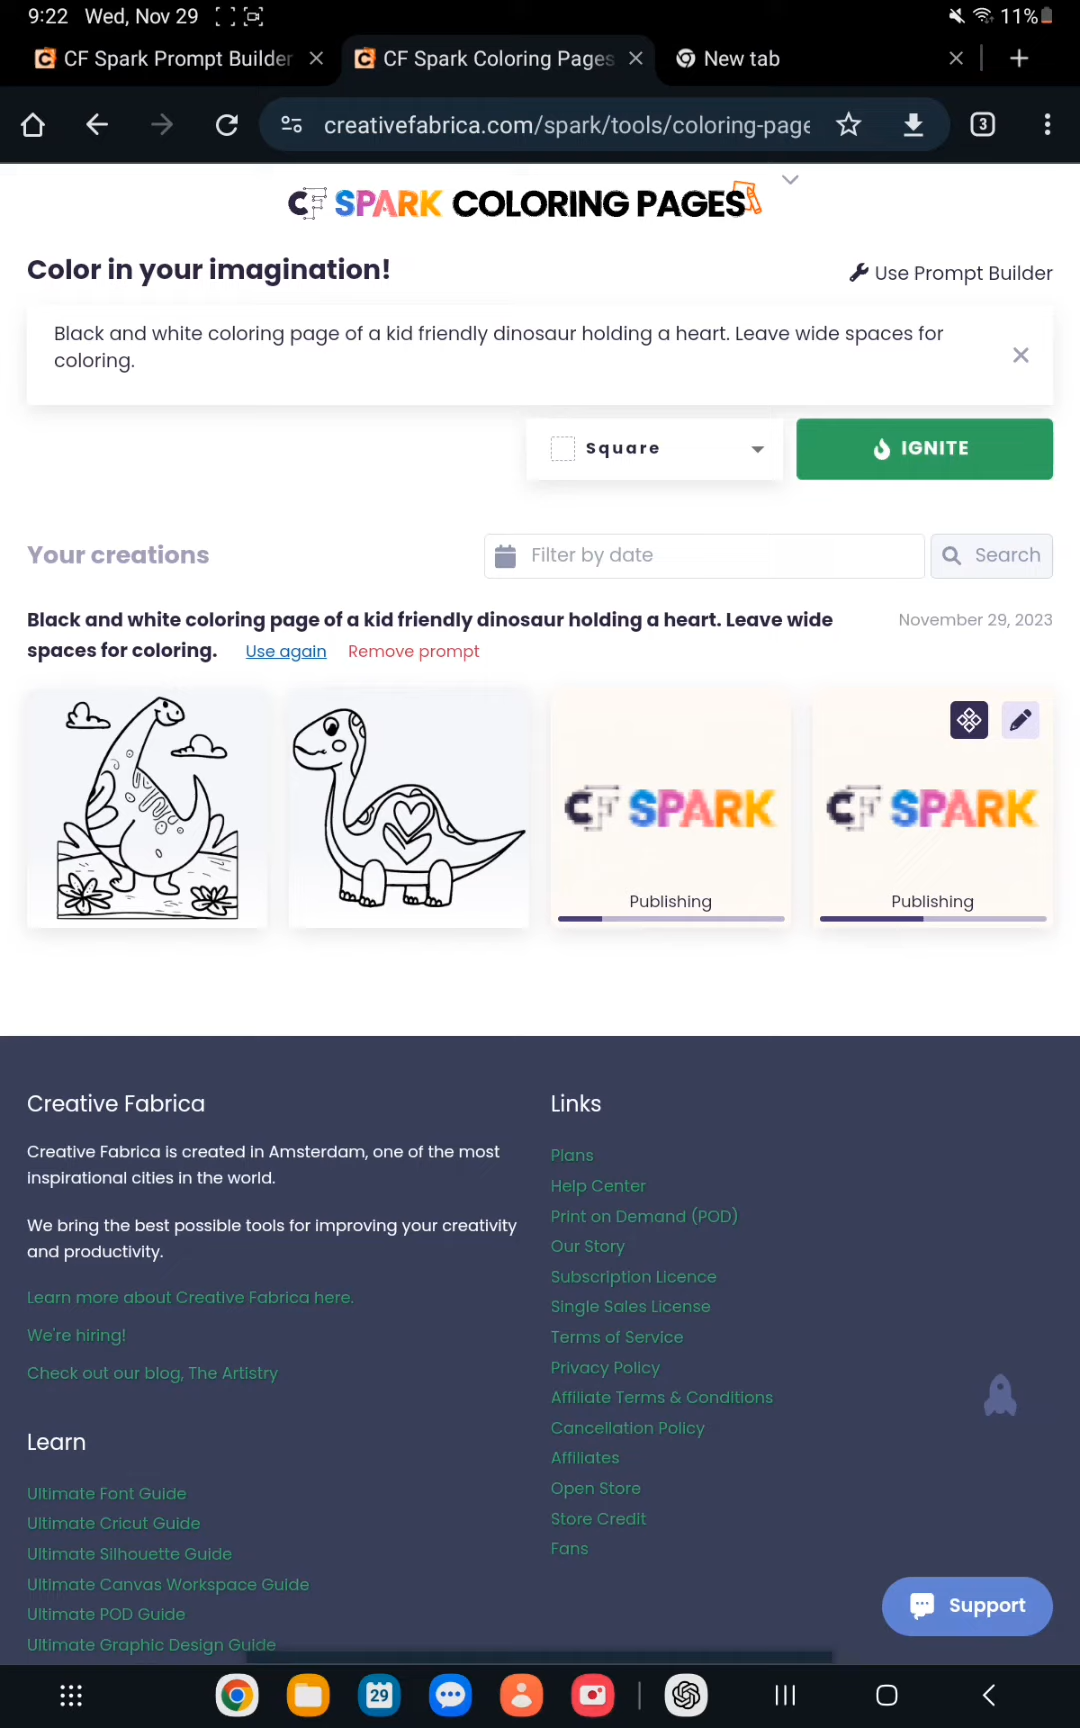 9:22 Wed, Nov 29
11%
CF Spark Prompt Builder
CF Spark Coloring Pages
New tab
creativefabrica.com/spark/tools/coloring-page
3
CF SPARK COLORING PAGES
Color in your imagination!
Use Prompt Builder
Black and white coloring page of a kid friendly dinosaur holding a heart. Leave wide spaces for
coloring.
Square
IGNITE
Your creations
Filter by date
Search
Black and white coloring page of a kid friendly dinosaur holding a heart. Leave wide
spaces for coloring. Use again Remove prompt
November 29, 2023
CF SPARK
Publishing
CF SPARK
Publishing
Creative Fabrica
Creative Fabrica is created in Amsterdam, one of the most
inspirational cities in the world.
We bring the best possible tools for improving your creativity
and productivity.
Learn more about Creative Fabrica here.
We're hiring!
Check out our blog, The Artistry
Learn
Ultimate Font Guide
Ultimate Cricut Guide
Ultimate Silhouette Guide
Ultimate Canvas Workspace Guide
Ultimate POD Guide
Ultimate Graphic Design Guide
Links
Plans
Help Center
Print on Demand (POD)
Our Story
Subscription Licence
Single Sales License
Terms of Service
Privacy Policy
Affiliate Terms & Conditions
Cancellation Policy
Affiliates
Open Store
Store Credit
Fans
Support
29